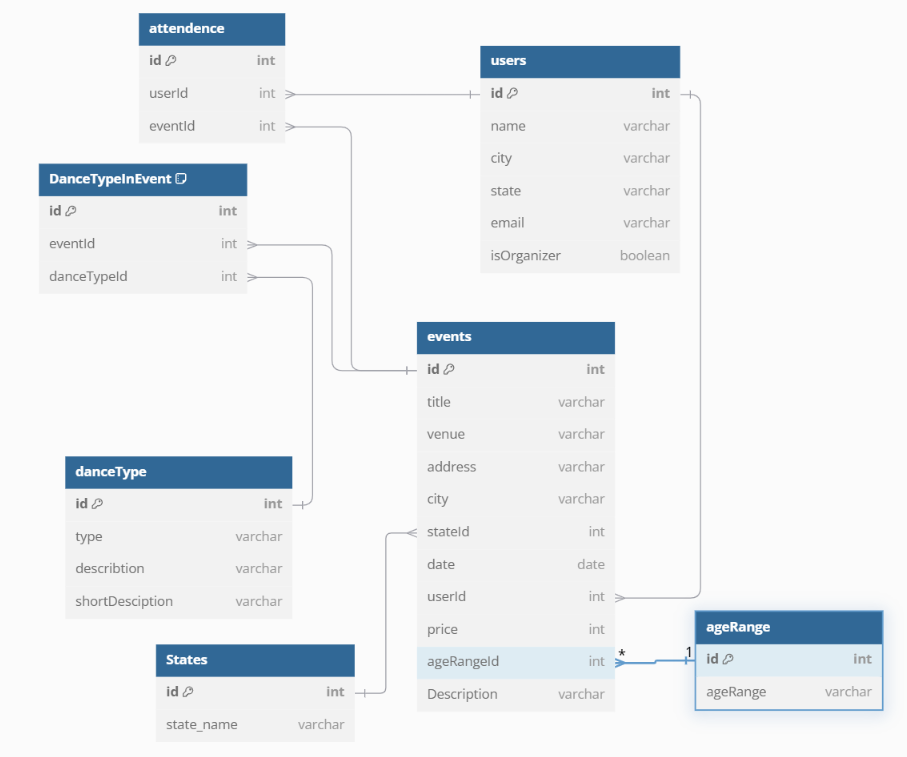 attendence
id int
userId int
eventId int
users
id int
name varchar
city varchar
state varchar
email varchar
isOrganizer boolean
DanceTypeInEvent
id int
eventId int
danceTypeId int
events
id int
title varchar
venue varchar
address varchar
city varchar
stateId int
date date
userId int
price int
ageRangeId int
Description varchar
* 1
danceType
id int
type varchar
describtion varchar
shortDesciption varchar
ageRange
id int
ageRange varchar
States
id int
state_name varchar